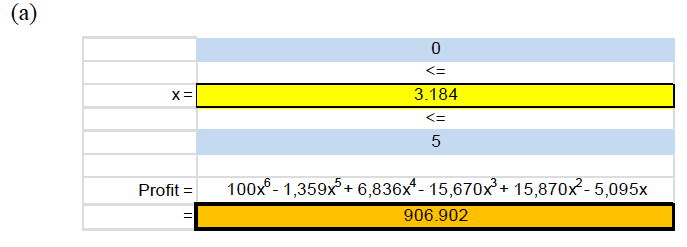 (a)
0
<=
x = 3.184
<=
5
Profit = 100x⁶ - 1,359x⁵ + 6,836x⁴ - 15,670x³ + 15,870x² - 5,095x
= 906.902